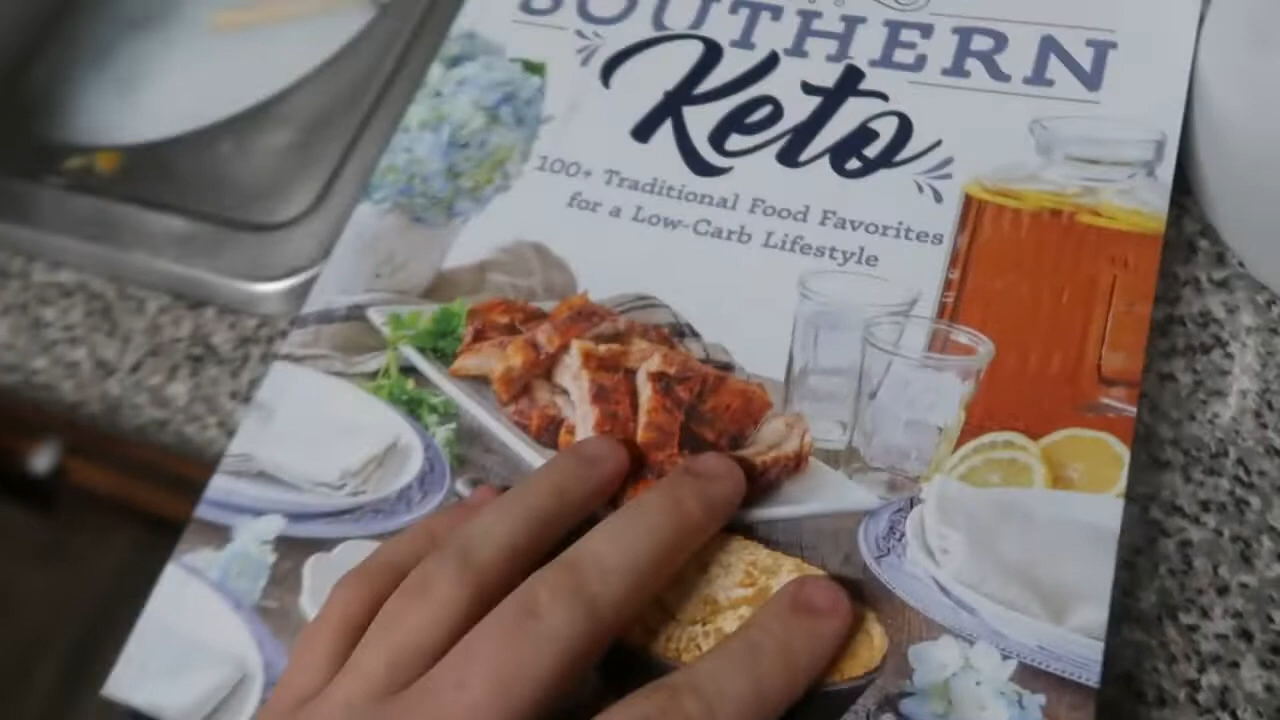 SOUTHERN
Keto
100+ Traditional Food Favorites
for a Low-Carb Lifestyle